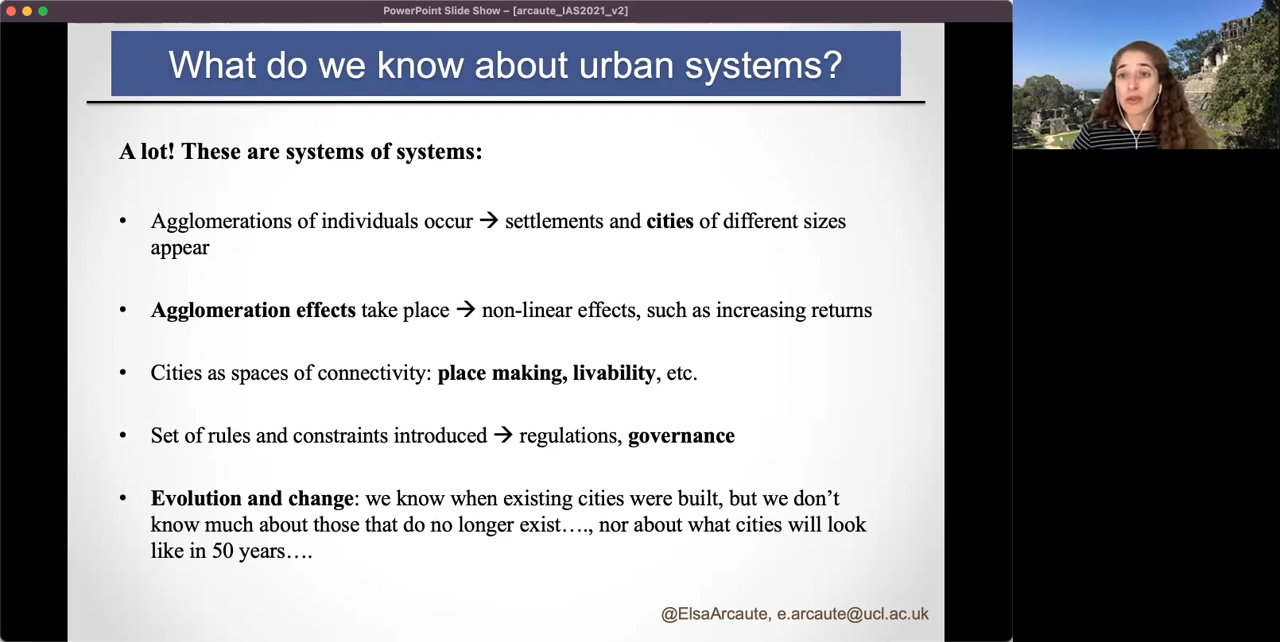 PowerPoint Slide Show – [arcaute_IAS2021_v2]
What do we know about urban systems?
A lot! These are systems of systems:
• Agglomerations of individuals occur → settlements and cities of different sizes
appear
• Agglomeration effects take place → non-linear effects, such as increasing returns
• Cities as spaces of connectivity: place making, livability, etc.
• Set of rules and constraints introduced → regulations, governance
• Evolution and change: we know when existing cities were built, but we don’t
know much about those that do no longer exist…., nor about what cities will look
like in 50 years….
@ElsaArcaute, e.arcaute@ucl.ac.uk